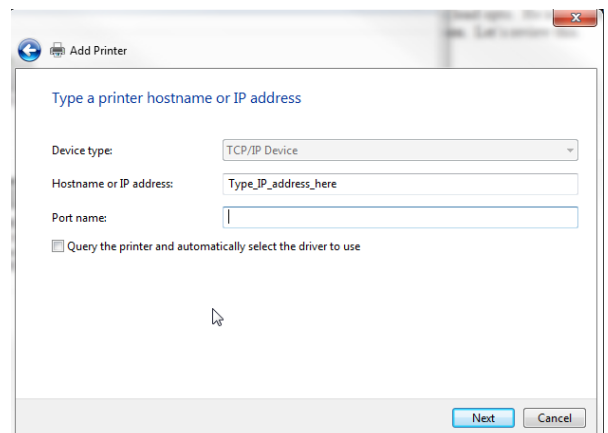 Add Printer
Type a printer hostname or IP address
Device type: TCP/IP Device
Hostname or IP address: Type_IP_address_here
Port name:
Query the printer and automatically select the driver to use
Next Cancel